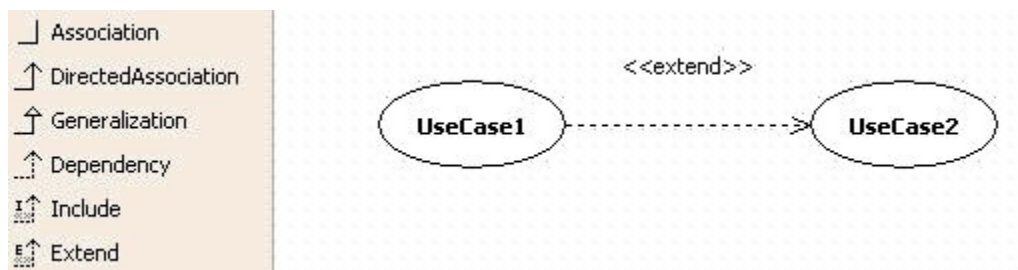 Association
DirectedAssociation
Generalization
Dependency
Include
Extend
<<extend>>
UseCase1
UseCase2